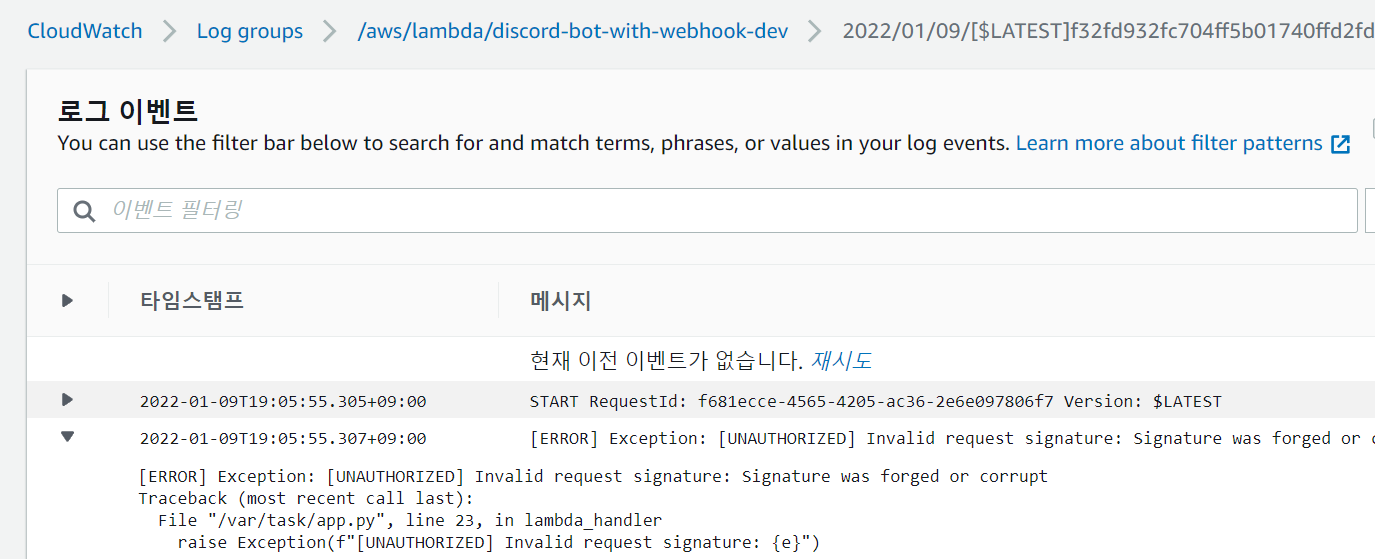 CloudWatch Log groups /aws/lambda/discord-bot-with-webhook-dev 2022/01/09/[$LATEST]f32fd932fc704ff5b01740ffd2fd
로그 이벤트
You can use the filter bar below to search for and match terms, phrases, or values in your log events. Learn more about filter patterns
이벤트 필터링
타임스탬프 메시지
현재 이전 이벤트가 없습니다. 재시도
2022-01-09T19:05:55.305+09:00 START RequestId: f681ecce-4565-4205-ac36-2e6e097806f7 Version: $LATEST
2022-01-09T19:05:55.307+09:00 [ERROR] Exception: [UNAUTHORIZED] Invalid request signature: Signature was forged or
[ERROR] Exception: [UNAUTHORIZED] Invalid request signature: Signature was forged or corrupt
Traceback (most recent call last):
File "/var/task/app.py", line 23, in lambda_handler
raise Exception(f"[UNAUTHORIZED] Invalid request signature: {e}")